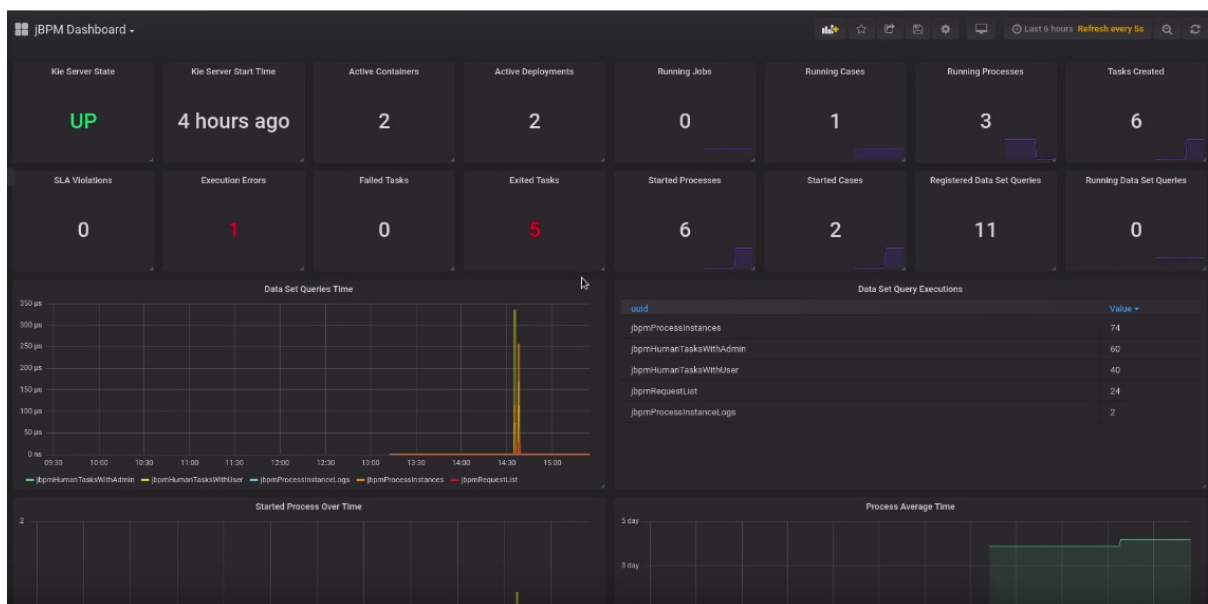 jBPM Dashboard
Last 6 hours Refresh every 5s
Kie Server State
UP
Kie Server Start Time
4 hours ago
Active Containers
2
Active Deployments
2
Running Jobs
0
Running Cases
1
Running Processes
3
Tasks Created
6
SLA Violations
0
Execution Errors
1
Failed Tasks
0
Exited Tasks
5
Started Processes
6
Started Cases
2
Registered Data Set Queries
11
Running Data Set Queries
0
Data Set Queries Time
350 µs
300 µs
250 µs
200 µs
150 µs
100 µs
50 µs
0 ns
09:30 10:00 10:30 11:00 11:30 12:00 12:30 13:00 13:30 14:00 14:30 15:00
jbpmHumanTasksWithAdmin jbpmHumanTasksWithUser jbpmProcessInstanceLogs jbpmProcessInstances jbpmRequestList
Data Set Query Executions
uuid Value
jbpmProcessInstances 74
jbpmHumanTasksWithAdmin 60
jbpmHumanTasksWithUser 40
jbpmRequestList 24
jbpmProcessInstanceLogs 2
Started Process Over Time
2
Process Average Time
5 day
3 day